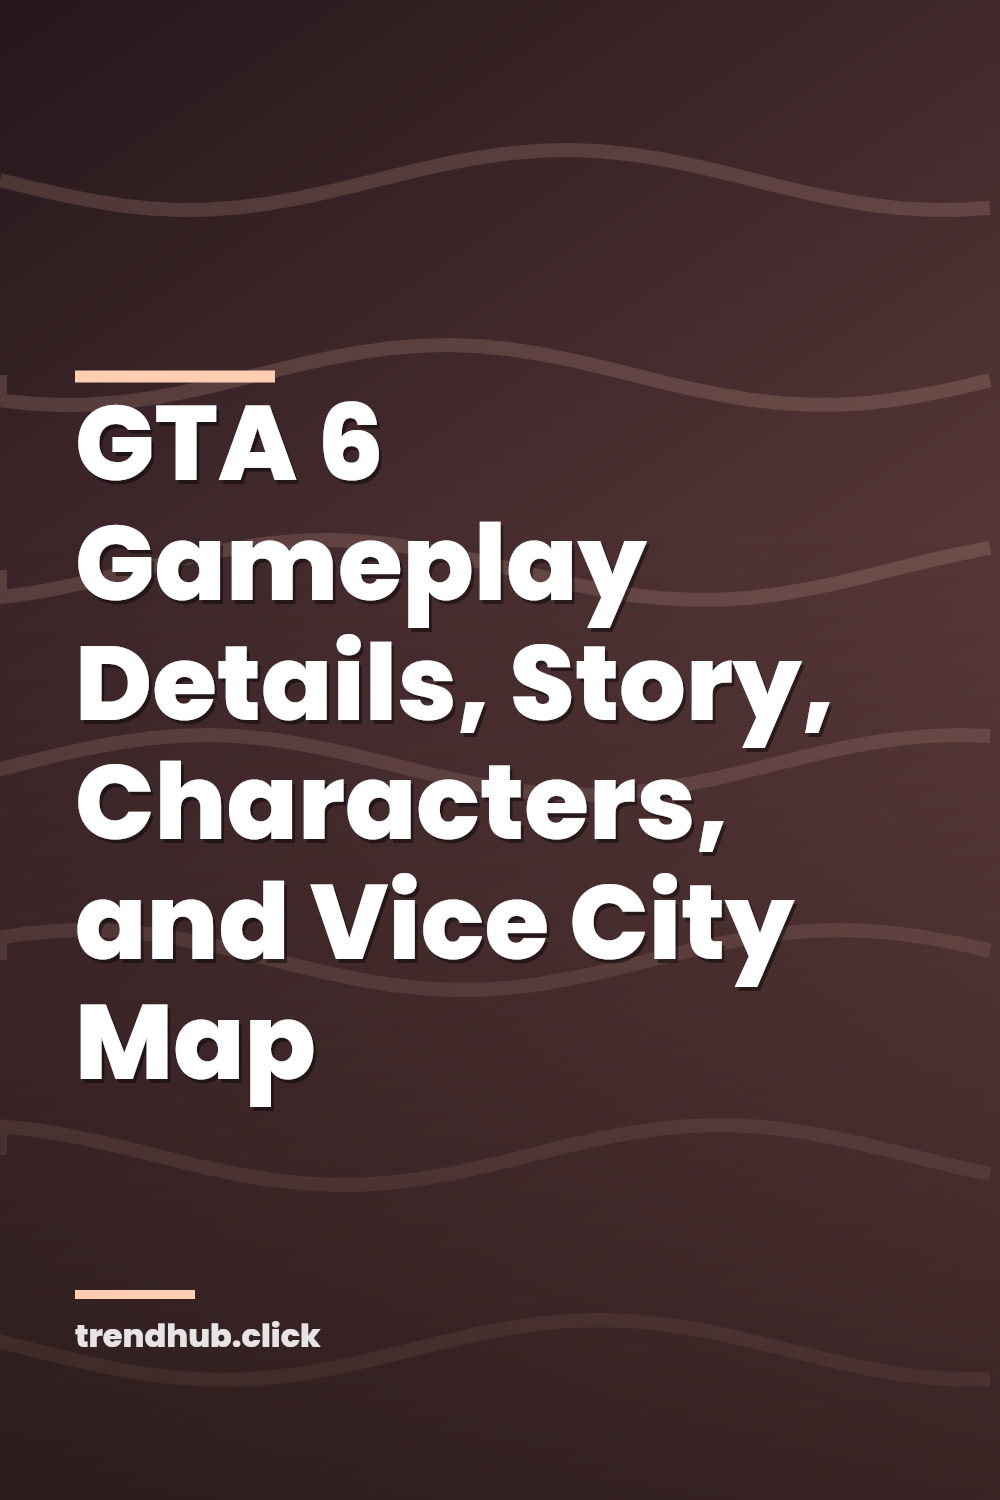 GTA 6
Gameplay
Details, Story,
Characters,
and Vice City
Map
trendhub.click